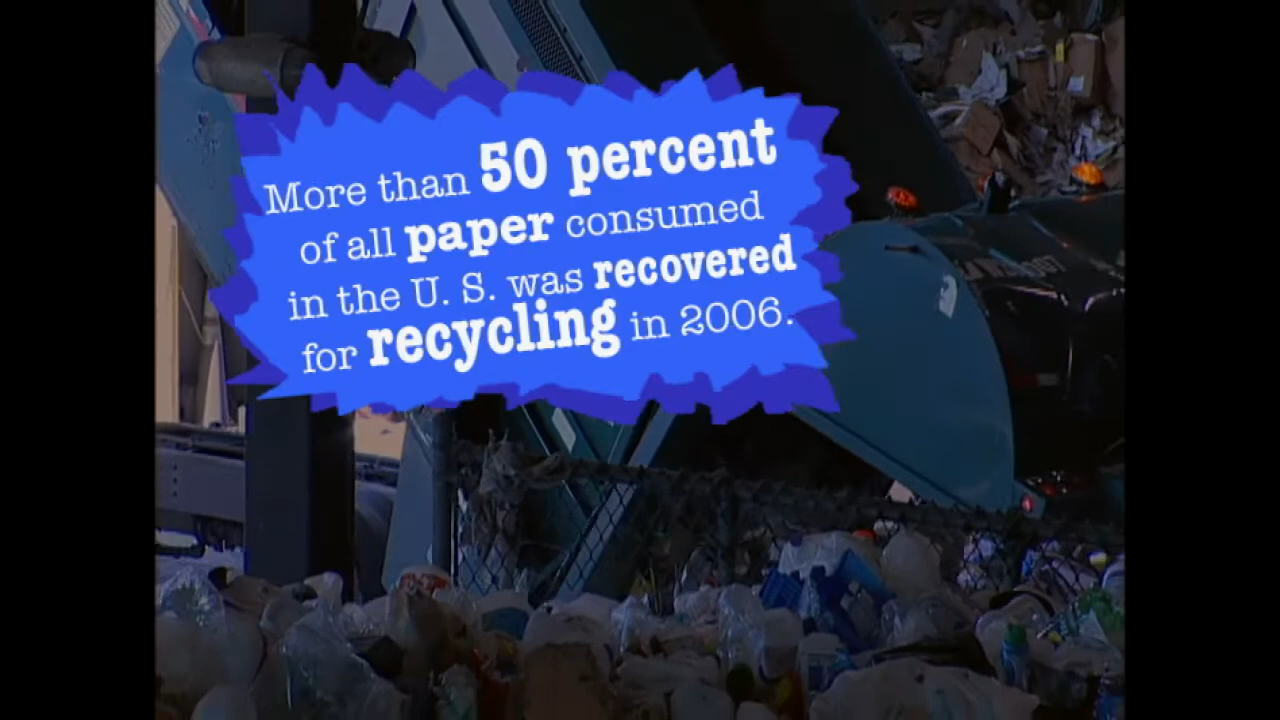 More than 50 percent
of all paper consumed
in the U. S. was recovered
for recycling in 2006.